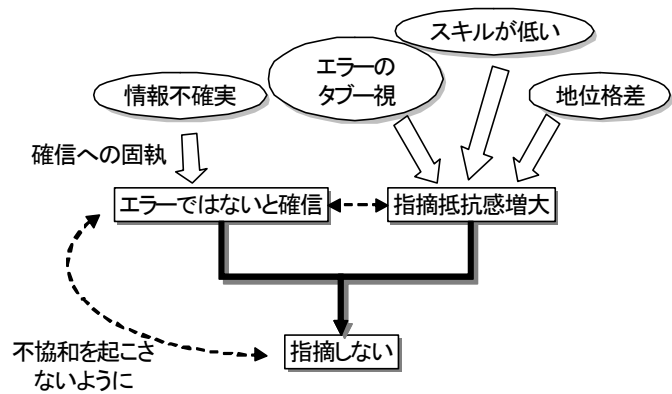 スキルが低い
エラーの
タブー視
情報不確実
地位格差
確信への固執
エラーではないと確信
指摘抵抗感増大
不協和を起こさ
ないように
指摘しない